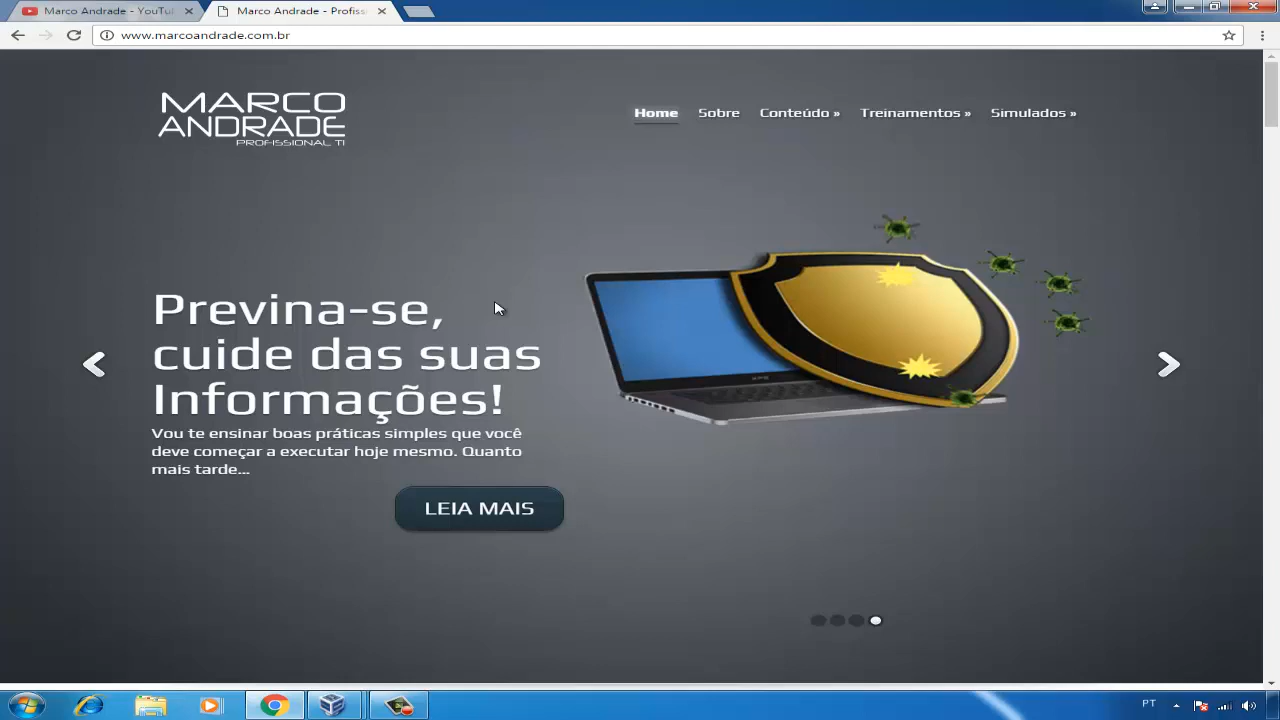 Marco Andrade - YouTu
Marco Andrade - Profiss
www.marcoandrade.com.br
MARCO
ANDRADE
PROFISSIONAL TI
Home Sobre Conteúdo » Treinamentos » Simulados »
Previna-se,
cuide das suas
Informações!
Vou te ensinar boas práticas simples que você
deve começar a executar hoje mesmo. Quanto
mais tarde...
LEIA MAIS
PT